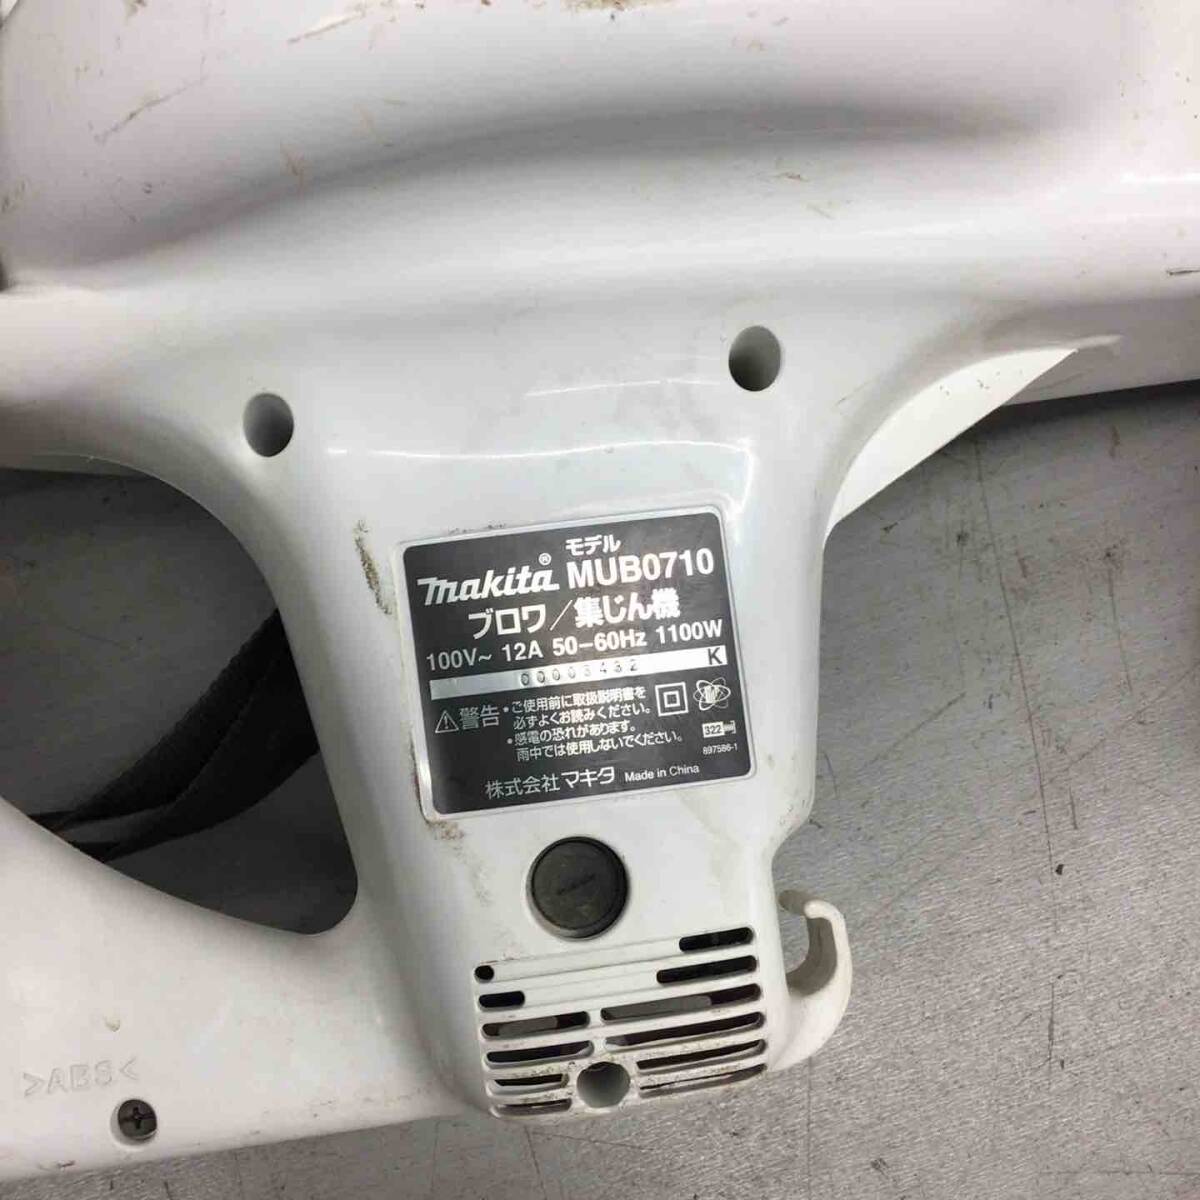 モデル
makita® MUB0710
ブロワ/集じん機
100V~ 12A 50-60Hz 1100W
00003432 K
⚠警告 • ご使用前に取扱説明書を
必ずよくお読みください。
• 感電の恐れがあります。
雨中では使用しないでください。
322
897586-1
株式会社マキタ Made in China
>ABS<